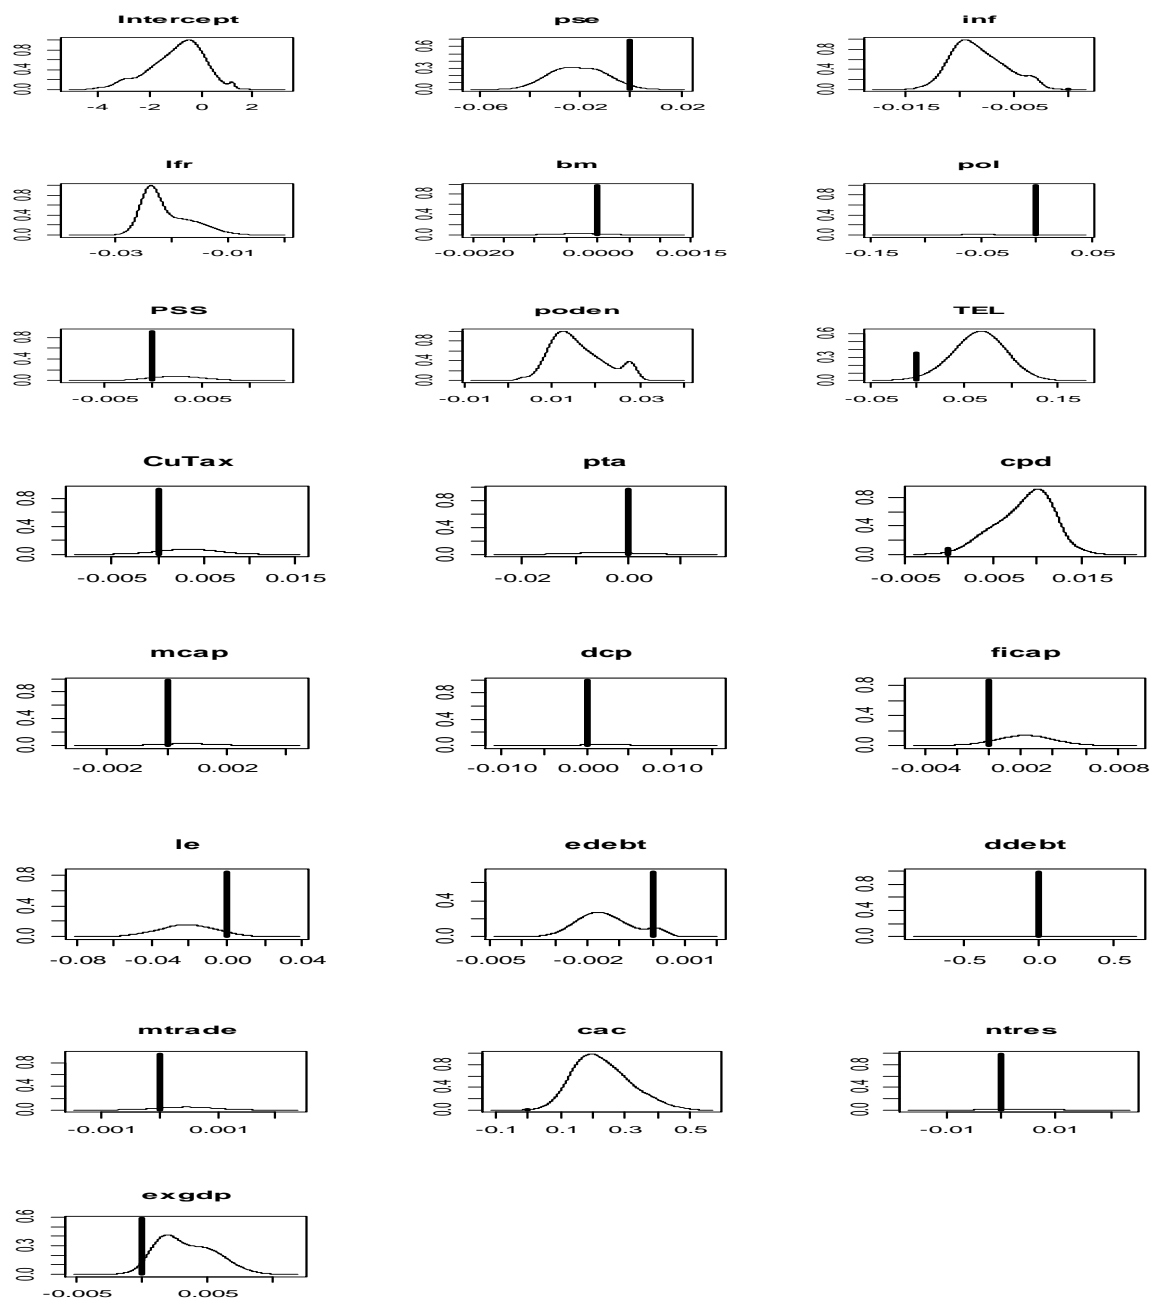 Intercept pse inf
0.0 0.4 0.8 0.0 0.3 0.6 0.0 0.4 0.8
-4 -2 0 2 -0.06 -0.02 0.02 -0.015 -0.005
lfr bm pol
0.0 0.4 0.8 0.0 0.4 0.8 0.0 0.4 0.8
-0.03 -0.01 -0.0020 0.0000 0.0015 -0.15 -0.05 0.05
PSS poden TEL
0.0 0.4 0.8 0.0 0.4 0.8 0.0 0.3 0.6
-0.005 0.005 -0.01 0.01 0.03 -0.05 0.05 0.15
CuTax pta cpd
0.0 0.4 0.8 0.0 0.4 0.8 0.0 0.4 0.8
-0.005 0.005 0.015 -0.02 0.00 -0.005 0.005 0.015
mcap dcp ficap
0.0 0.4 0.8 0.0 0.4 0.8 0.0 0.4 0.8
-0.002 0.002 -0.010 0.000 0.010 -0.004 0.002 0.008
le edebt ddebt
0.0 0.4 0.8 0.0 0.4 0.0 0.4 0.8
-0.08 -0.04 0.00 0.04 -0.005 -0.002 0.001 -0.5 0.0 0.5
mtrade cac ntres
0.0 0.4 0.8 0.0 0.4 0.8 0.0 0.4 0.8
-0.001 0.001 -0.1 0.1 0.3 0.5 -0.01 0.01
exgdp
0.0 0.3 0.6
-0.005 0.005